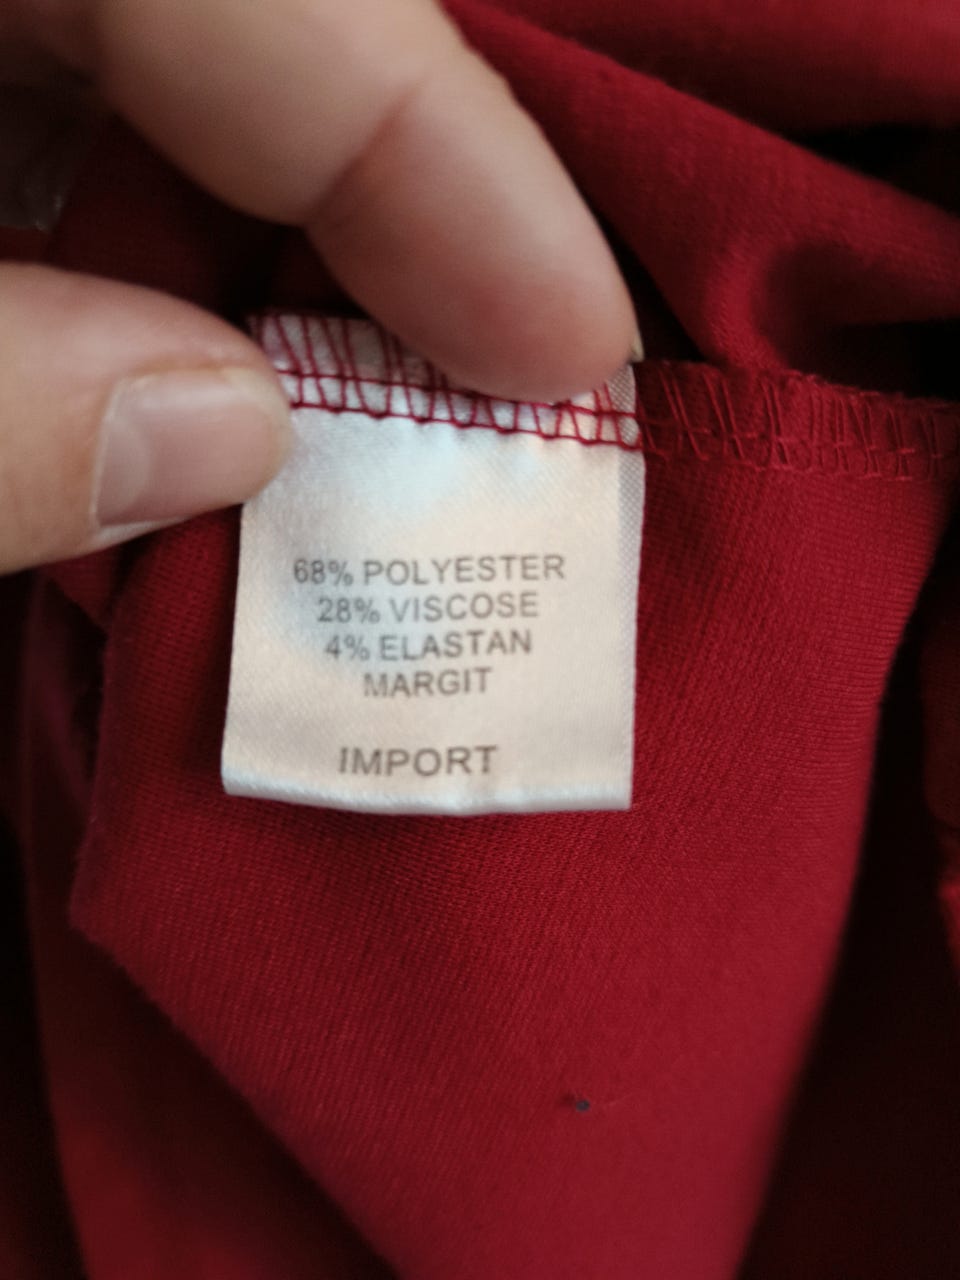 68% POLYESTER
28% VISCOSE
4% ELASTAN
MARGIT
IMPORT